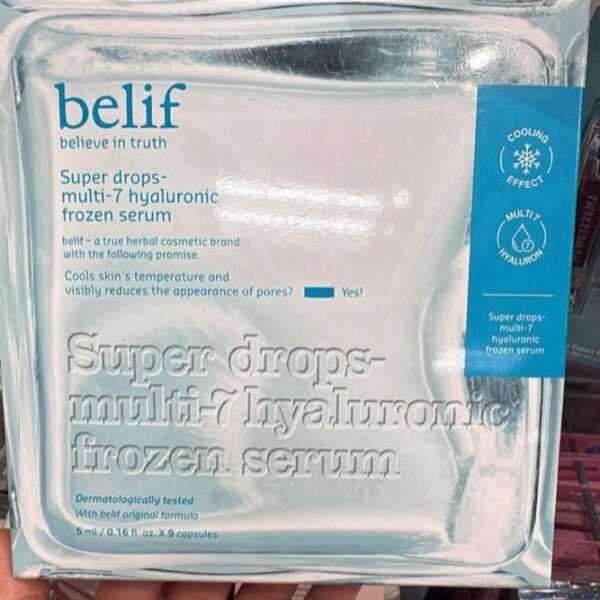 belif
believe in truth
Super drops-
multi-7 hyaluronic
frozen serum
belif - a true herbal cosmetic brand
with the following promise.
Cools skin's temperature and
visibly reduces the appearance of pores? Yes!
Super drops-
multi-7 hyaluronic
frozen serum
Dermatologically tested
With belif original formula
5 ml / 0.16 fl. oz. X 9 capsules
COOLING
EFFECT
MULTI 7
7
HYALURON
Super drops-
multi-7
hyaluronic
frozen serum